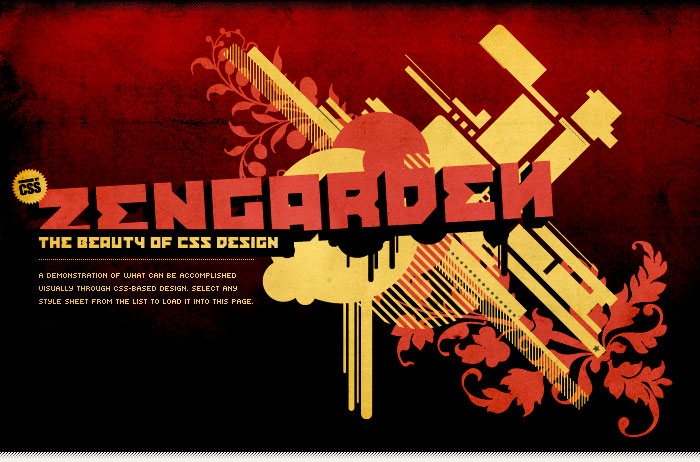 CSS
ZENGARDEN
THE BEAUTY OF CSS DESIGN
A DEMONSTRATION OF WHAT CAN BE ACCOMPLISHED
VISUALLY THROUGH CSS-BASED DESIGN. SELECT ANY
STYLE SHEET FROM THE LIST TO LOAD IT INTO THIS PAGE.